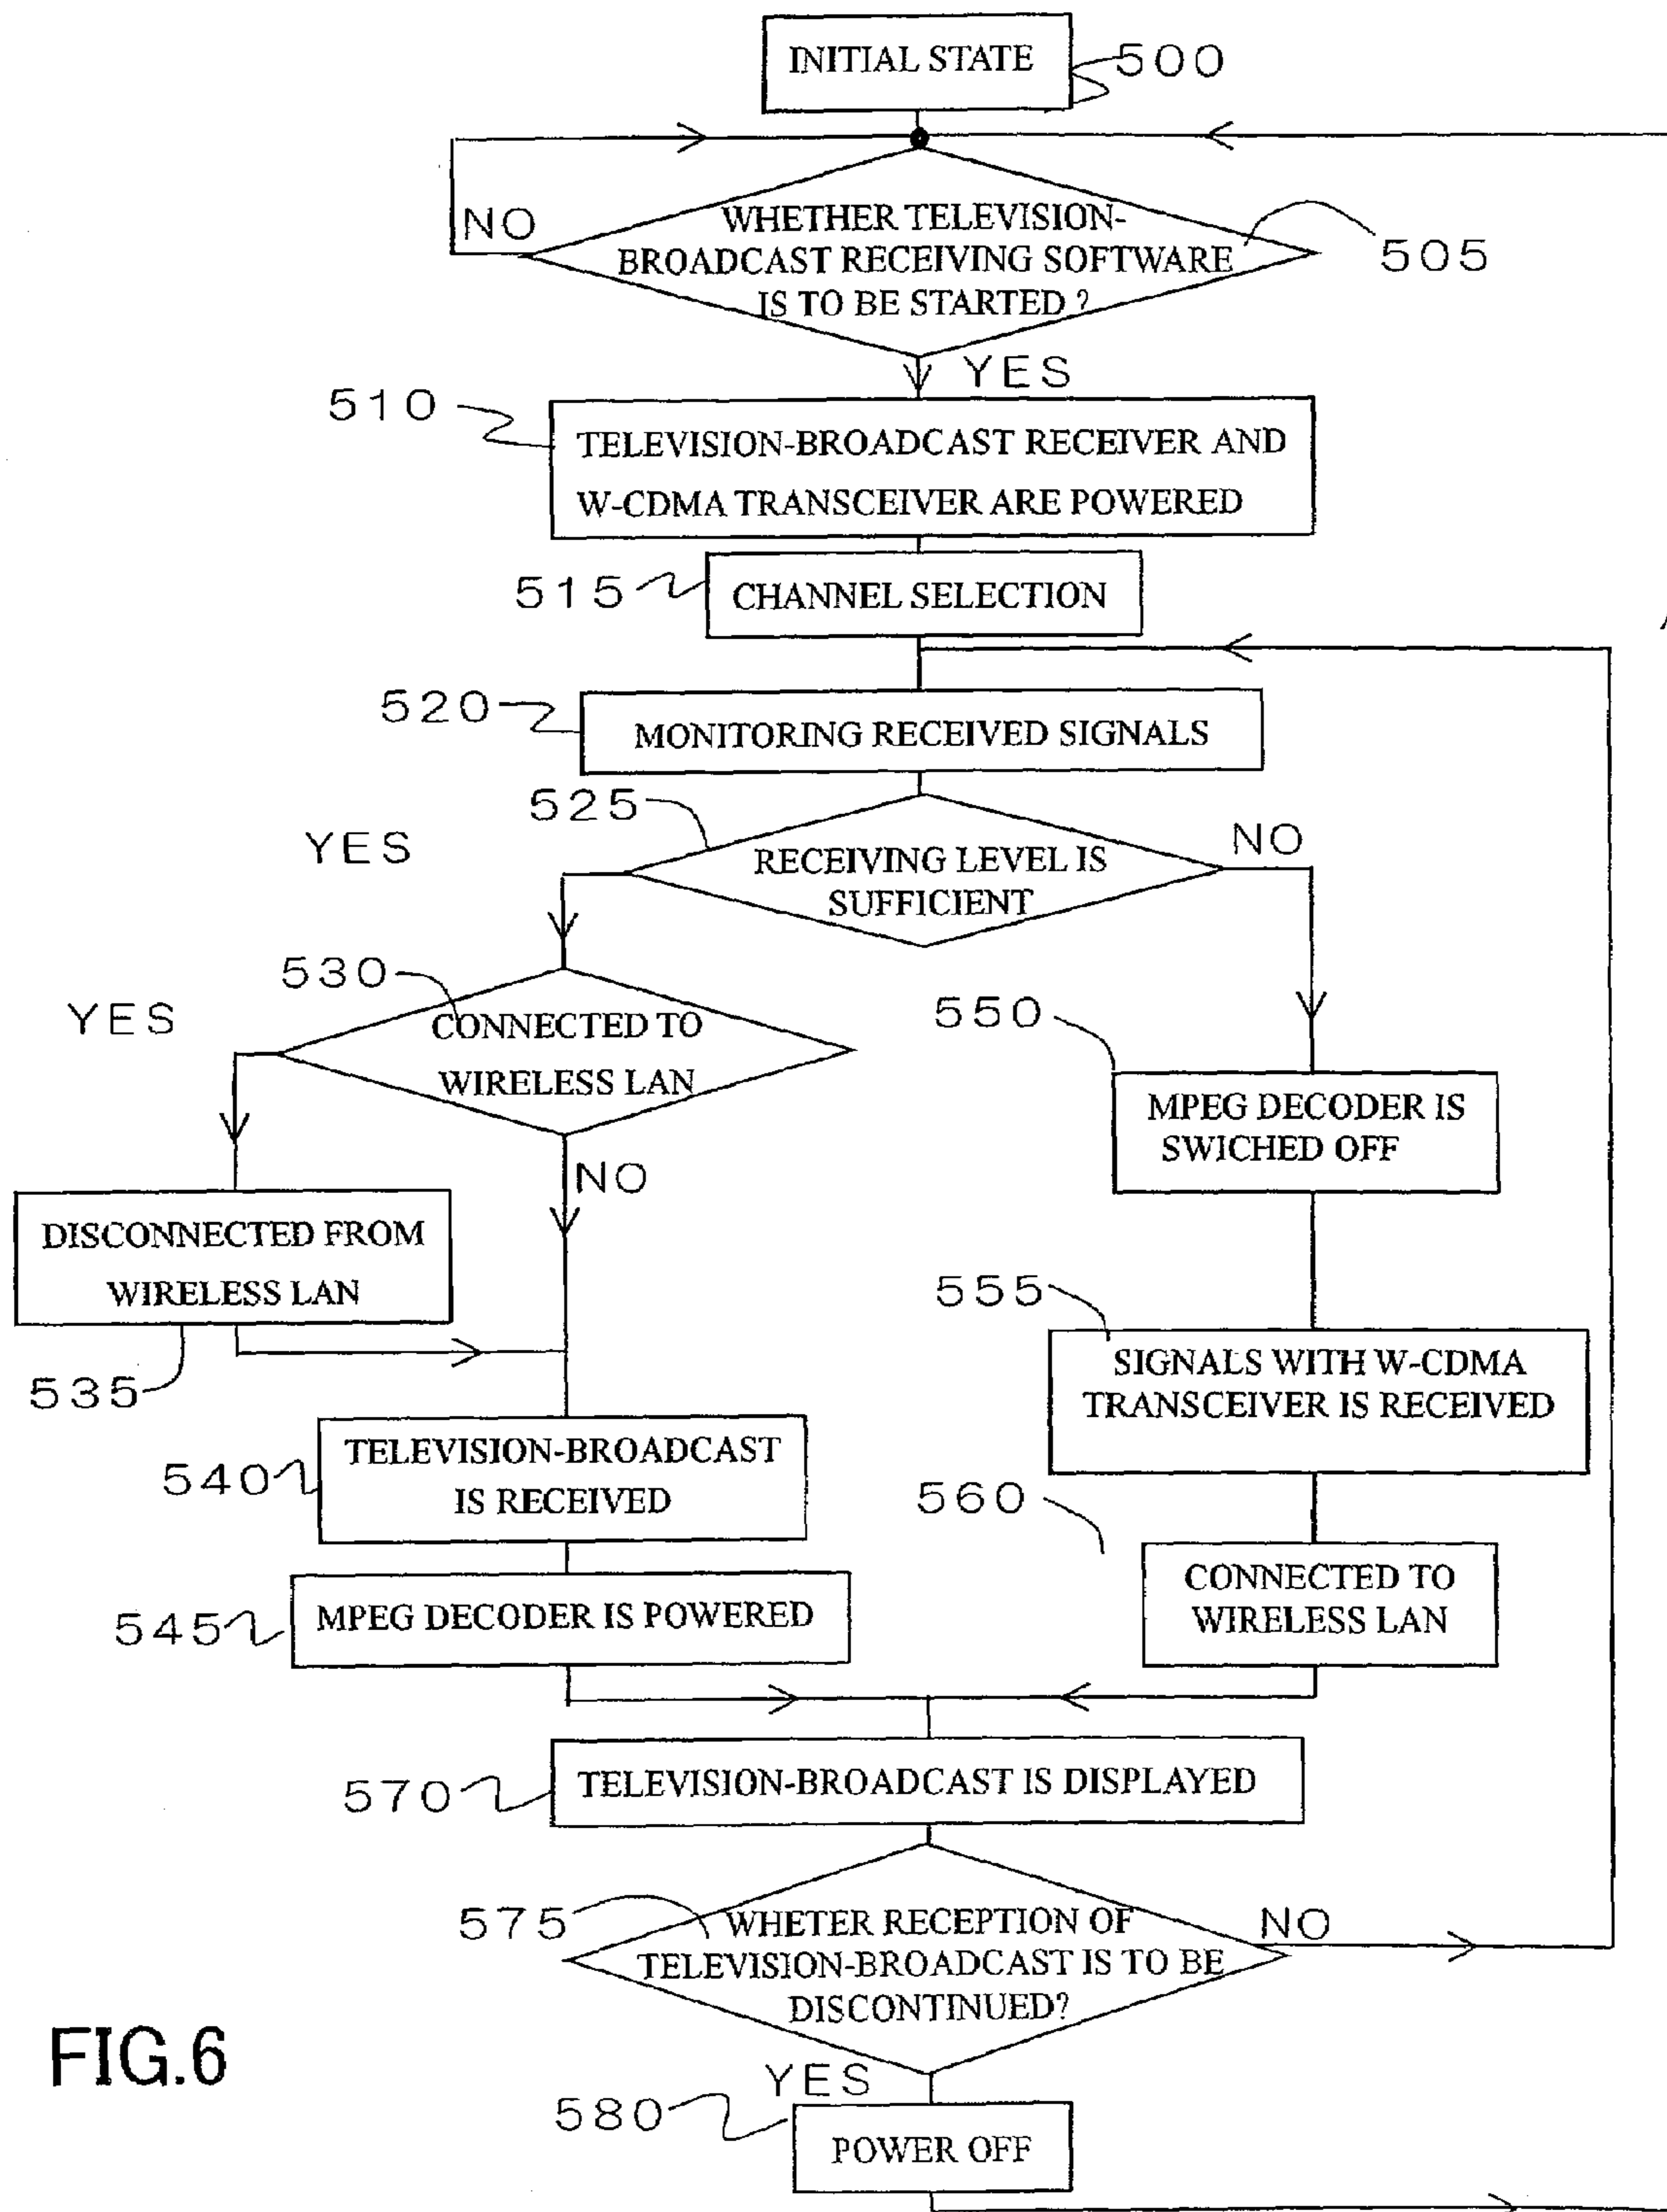 INITIAL STATE
500
NO
WHETHER TELEVISION-
BROADCAST RECEIVING SOFTWARE
IS TO BE STARTED ?
505
YES
510
TELEVISION-BROADCAST RECEIVER AND
W-CDMA TRANSCEIVER ARE POWERED
515
CHANNEL SELECTION
520
MONITORING RECEIVED SIGNALS
525
YES
RECEIVING LEVEL IS
SUFFICIENT
NO
530
YES
CONNECTED TO
WIRELESS LAN
NO
550
MPEG DECODER IS
SWICHED OFF
DISCONNECTED FROM
WIRELESS LAN
535
555
SIGNALS WITH W-CDMA
TRANSCEIVER IS RECEIVED
540
TELEVISION-BROADCAST
IS RECEIVED
560
CONNECTED TO
WIRELESS LAN
545
MPEG DECODER IS POWERED
570
TELEVISION-BROADCAST IS DISPLAYED
575
WHETER RECEPTION OF
TELEVISION-BROADCAST IS TO BE
DISCONTINUED?
NO
YES
580
POWER OFF
FIG.6